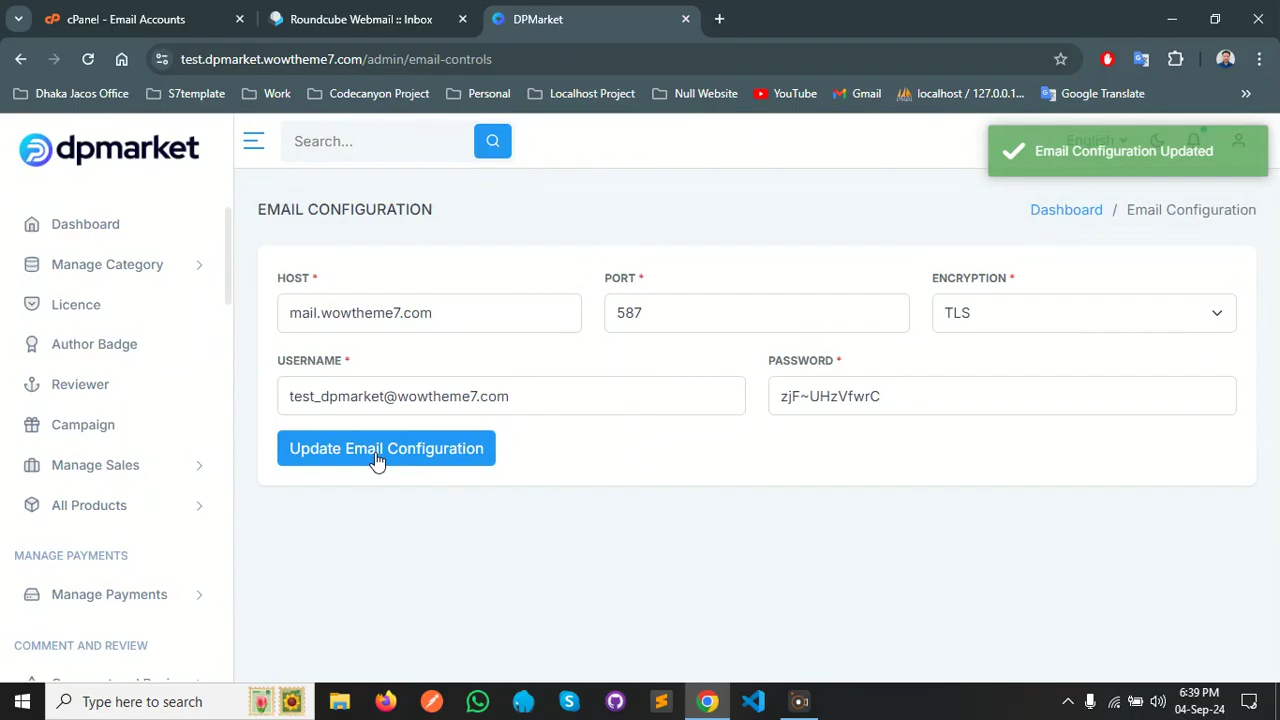 cPanel - Email Accounts
Roundcube Webmail :: Inbox
DPMarket
test.dpmarket.wowtheme7.com/admin/email-controls
Dhaka Jacos Office
S7template
Work
Codecanyon Project
Personal
Localhost Project
Null Website
YouTube
Gmail
localhost / 127.0.0.1...
Google Translate
dpmarket
Search...
English
Email Configuration Updated
EMAIL CONFIGURATION
Dashboard / Email Configuration
Dashboard
Manage Category
Licence
Author Badge
Reviewer
Campaign
Manage Sales
All Products
MANAGE PAYMENTS
Manage Payments
COMMENT AND REVIEW
HOST *
PORT *
ENCRYPTION *
mail.wowtheme7.com
587
TLS
USERNAME *
PASSWORD *
test_dpmarket@wowtheme7.com
zjF~UHzVfwrC
Update Email Configuration
Type here to search
6:39 PM
04-Sep-24